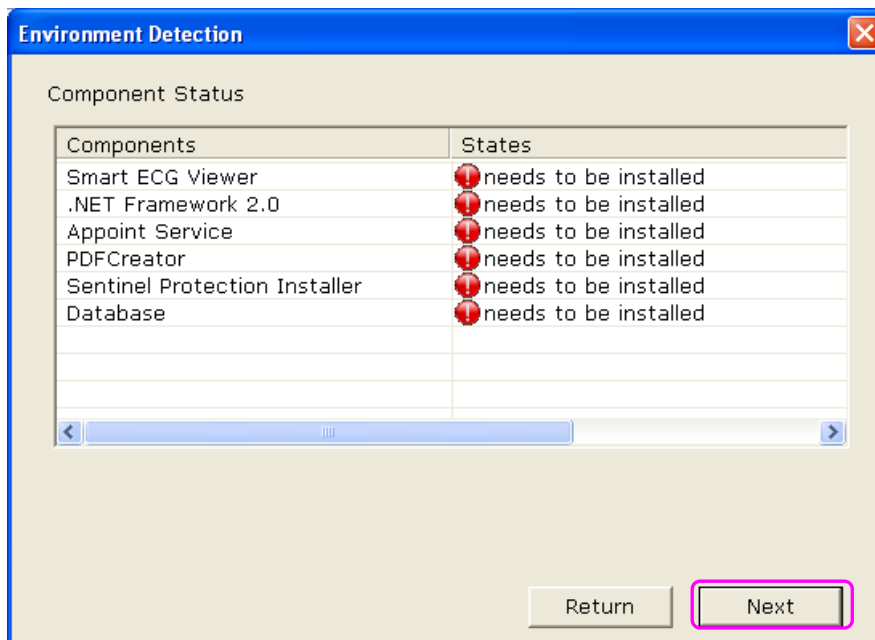 Environment Detection
Component Status
Components States
Smart ECG Viewer needs to be installed
.NET Framework 2.0 needs to be installed
Appoint Service needs to be installed
PDFCreator needs to be installed
Sentinel Protection Installer needs to be installed
Database needs to be installed
Return Next